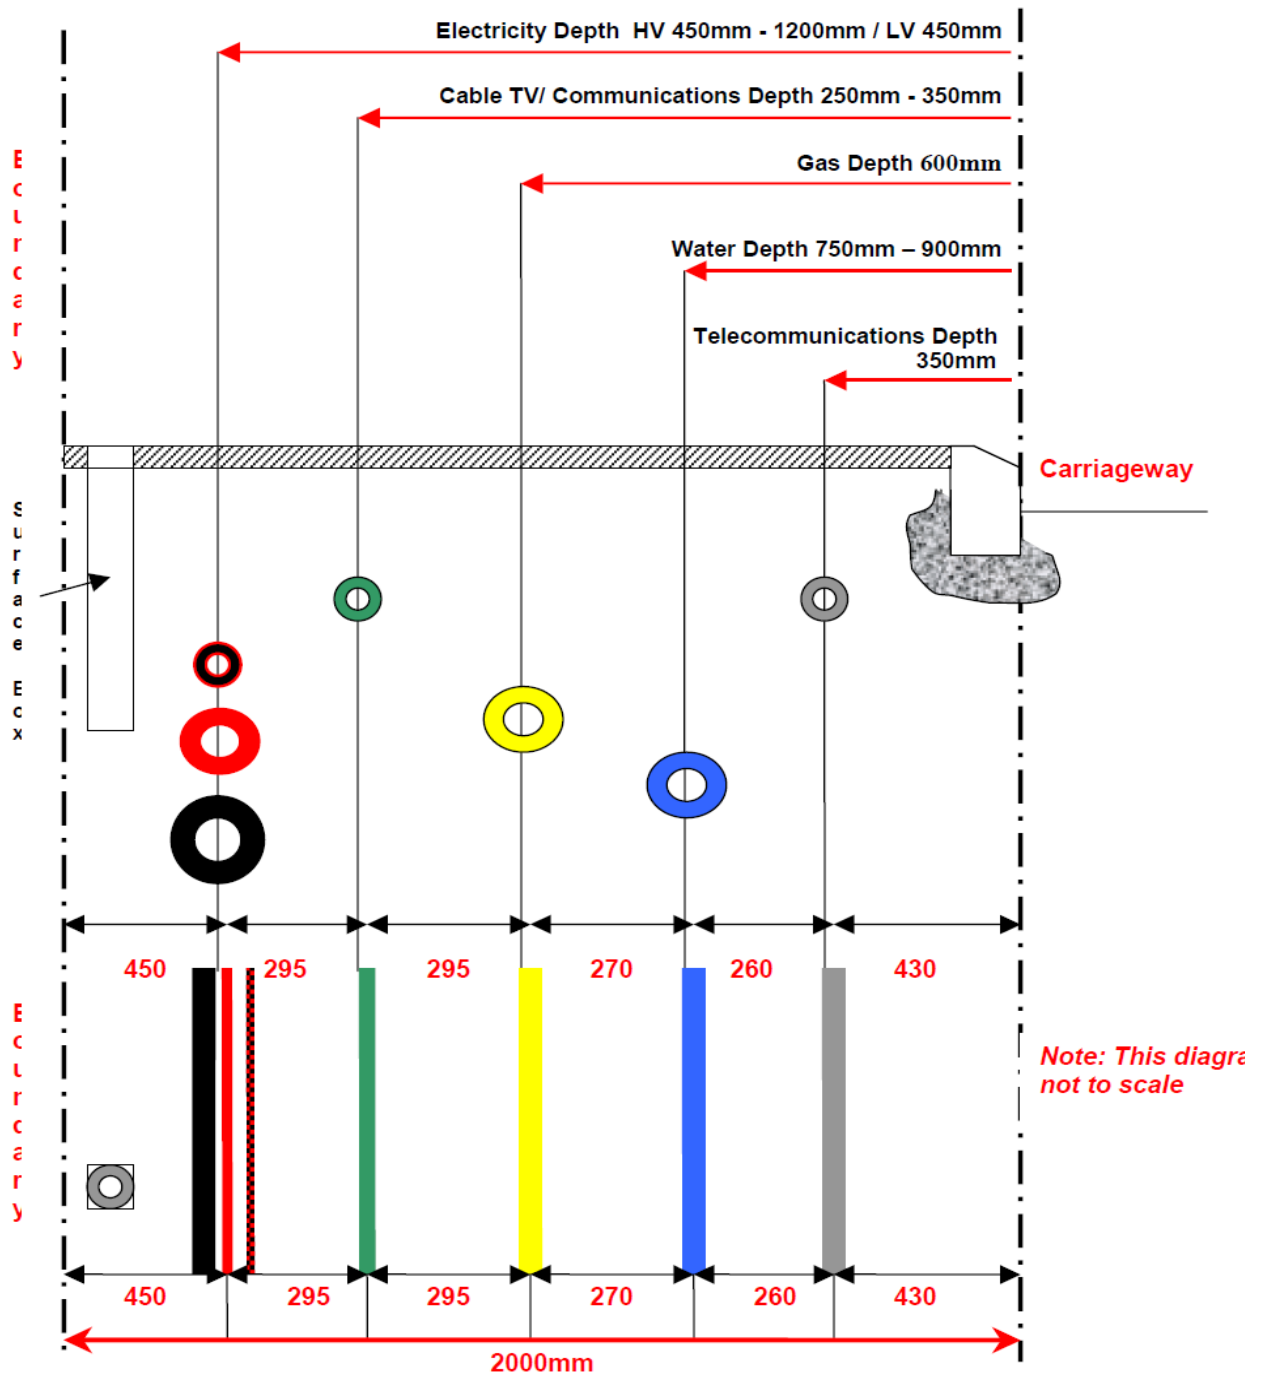 Electricity Depth HV 450mm - 1200mm / LV 450mm
Cable TV/ Communications Depth 250mm - 350mm
Gas Depth 600mm
Water Depth 750mm – 900mm
Telecommunications Depth
350mm
Boundary
Carriageway
Surface Box
450 295 295 270 260 430
Boundary
Note: This diagra
not to scale
450 295 295 270 260 430
2000mm